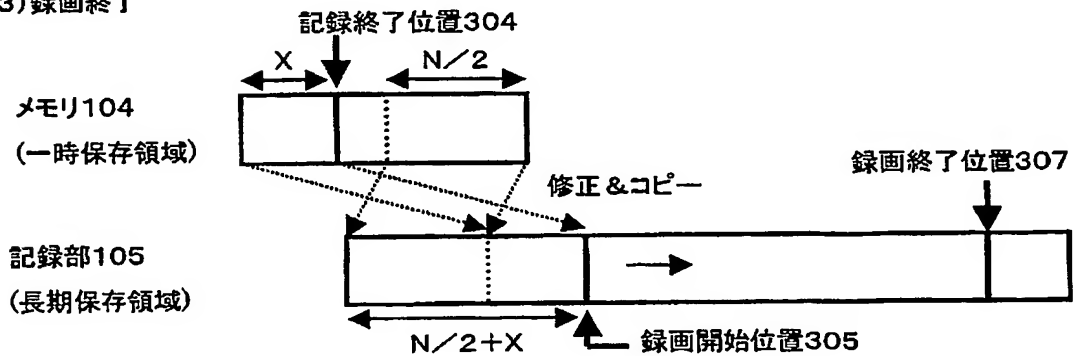 3)録画終了
記録終了位置304
X
N/2
メモリ104
(一時保存領域)
録画終了位置307
修正&コピー
記録部105
(長期保存領域)
N/2+X
録画開始位置305